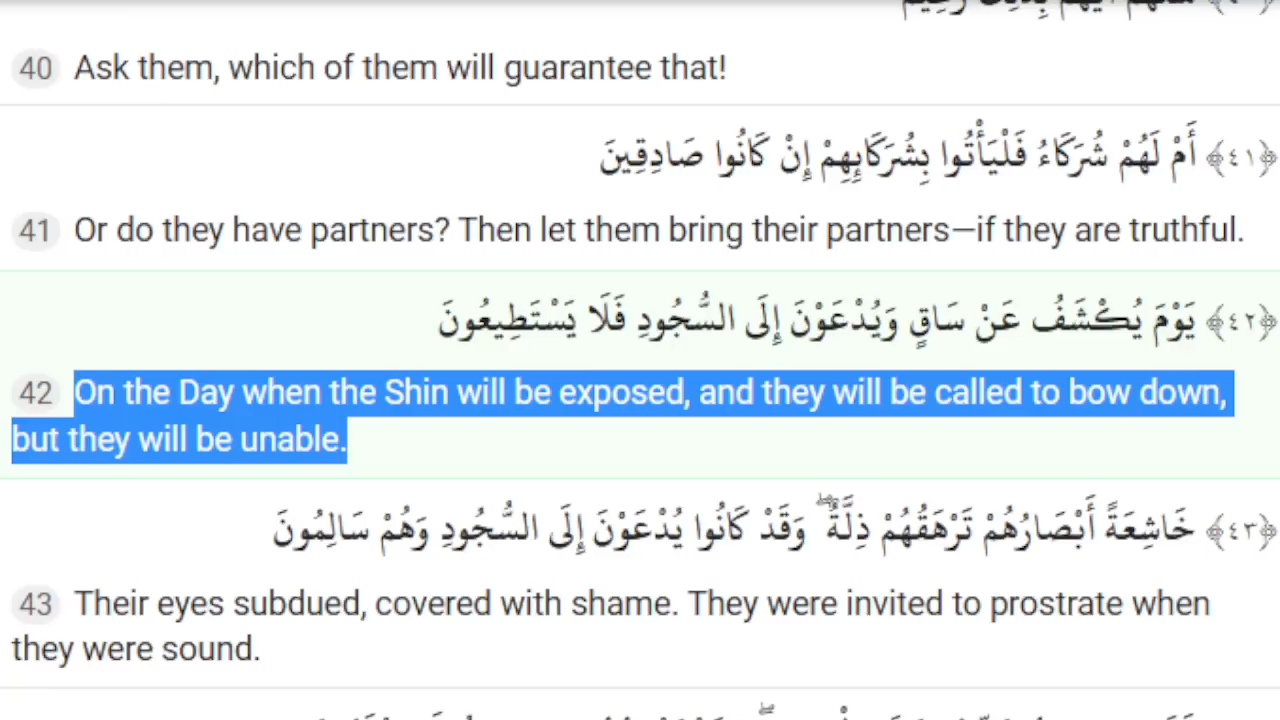 40 Ask them, which of them will guarantee that!
﴿٤١﴾ أَمْ لَهُمْ شُرَكَاءُ فَلْيَأْتُوا بِشُرَكَائِهِمْ إِنْ كَانُوا صَادِقِينَ
41 Or do they have partners? Then let them bring their partners—if they are truthful.
﴿٤٢﴾ يَوْمَ يُكْشَفُ عَنْ سَاقٍ وَيُدْعَوْنَ إِلَى السُّجُودِ فَلَا يَسْتَطِيعُونَ
42 On the Day when the Shin will be exposed, and they will be called to bow down,
but they will be unable.
﴿٤٣﴾ خَاشِعَةً أَبْصَارُهُمْ تَرْهَقُهُمْ ذِلَّةٌ ۖ وَقَدْ كَانُوا يُدْعَوْنَ إِلَى السُّجُودِ وَهُمْ سَالِمُونَ
43 Their eyes subdued, covered with shame. They were invited to prostrate when
they were sound.